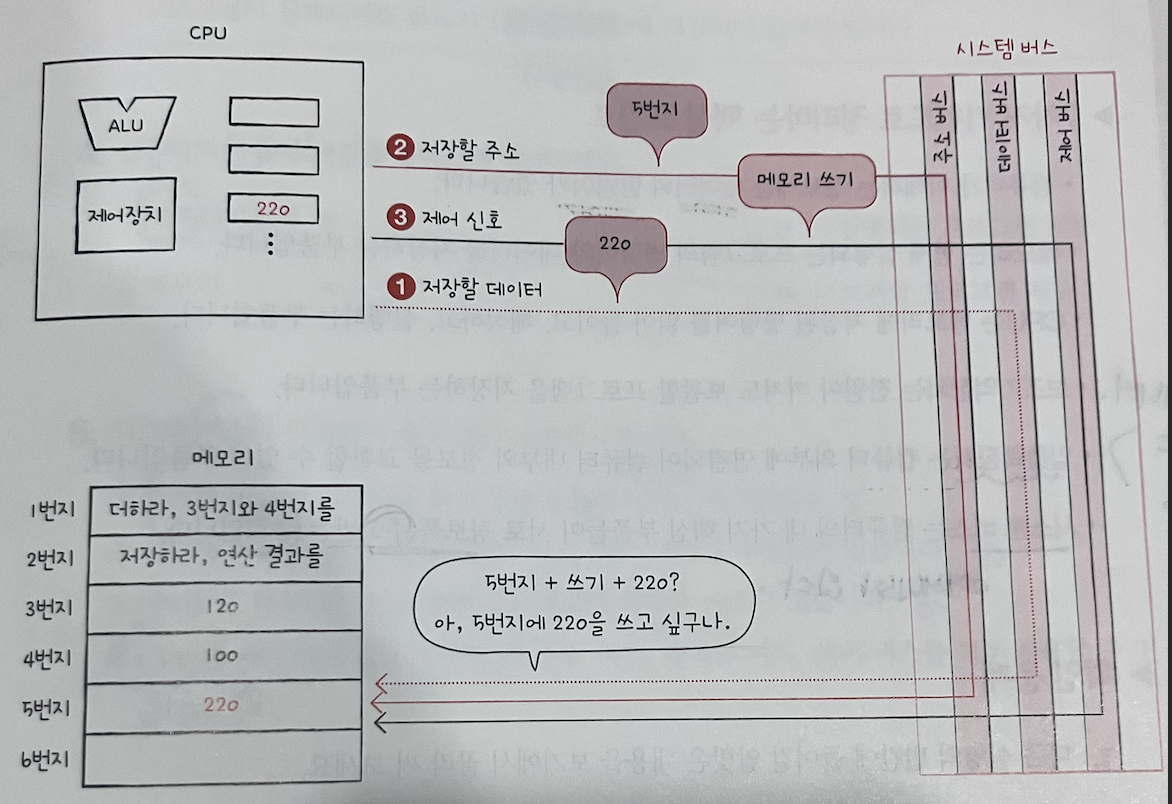 CPU
시스템 버스
ALU
제어장치
220
주소 버스
데이터 버스
제어 버스
5번지
② 저장할 주소
메모리 쓰기
③ 제어 신호
220
① 저장할 데이터
메모리
1번지 더하라, 3번지와 4번지를
2번지 저장하라, 연산 결과를
3번지 120
4번지 100
5번지 220
6번지
5번지 + 쓰기 + 220?
아, 5번지에 220을 쓰고 싶구나.